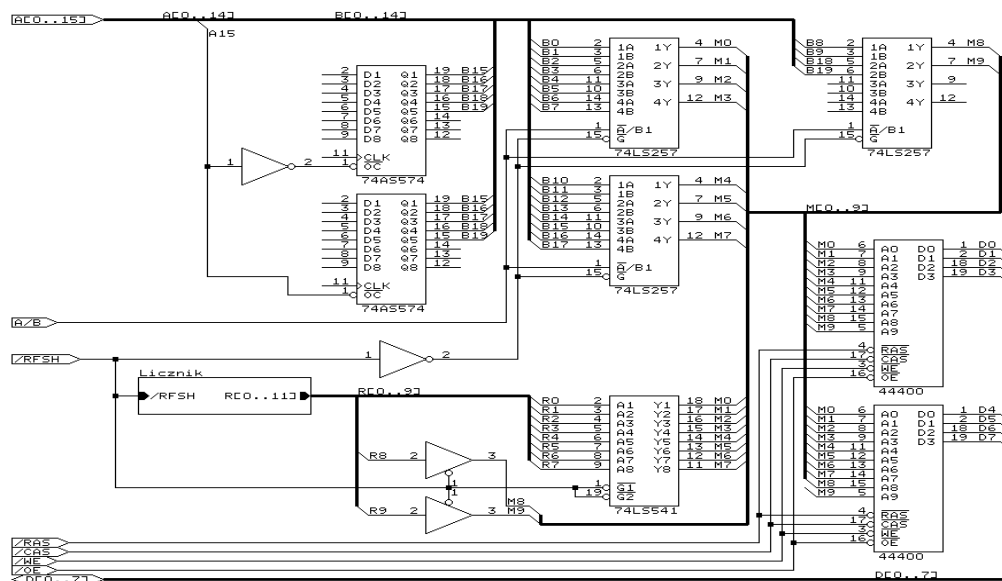 A[0..15]
A[0..14]
B[0..14]
A15
2 D1 Q1 19 B15
3 D2 Q2 18 B16
4 D3 Q3 17 B17
5 D4 Q4 16 B18
6 D5 Q5 15 B19
7 D6 Q6 14
8 D7 Q7 13
9 D8 Q8 12
11 CLK
1 OC
74AS574
1 2
2 D1 Q1 19 B15
3 D2 Q2 18 B16
4 D3 Q3 17 B17
5 D4 Q4 16 B18
6 D5 Q5 15 B19
7 D6 Q6 14
8 D7 Q7 13
9 D8 Q8 12
11 CLK
1 OC
74AS574
B0 2 1A 1Y 4 M0
B1 3 1B
B2 5 2A 2Y 7 M1
B3 6 2B
B4 11 3A 3Y 9 M2
B5 10 3B
B6 14 4A 4Y 12 M3
B7 13 4B
1 A/B1
15 G
74LS257
B10 2 1A 1Y 4 M4
B11 3 1B
B12 5 2A 2Y 7 M5
B13 6 2B
B14 11 3A 3Y 9 M6
B15 10 3B
B16 14 4A 4Y 12 M7
B17 13 4B
1 A/B1
15 G
74LS257
B8 2 1A 1Y 4 M8
B9 3 1B
B18 5 2A 2Y 7 M9
B19 6 2B
11 3A 3Y 9
10 3B
14 4A 4Y 12
13 4B
1 A/B1
15 G
74LS257
M[0..9]
M0 6 A0 D0 1 D0
M1 7 A1 D1 2 D1
M2 8 A2 D2 18 D2
M3 9 A3 D3 19 D3
M4 11 A4
M5 12 A5
M6 13 A6
M7 14 A7
M8 15 A8
M9 5 A9
4 RAS
17 CAS
3 WE
16 OE
44400
M0 6 A0 D0 1 D4
M1 7 A1 D1 2 D5
M2 8 A2 D2 18 D6
M3 9 A3 D3 19 D7
M4 11 A4
M5 12 A5
M6 13 A6
M7 14 A7
M8 15 A8
M9 5 A9
4 RAS
17 CAS
3 WE
16 OE
44400
A/B
/RFSH
1 2
Licznik
/RFSH R[0..11]
R[0..9]
R0 2 A1 Y1 18 M0
R1 3 A2 Y2 17 M1
R2 4 A3 Y3 16 M2
R3 5 A4 Y4 15 M3
R4 6 A5 Y5 14 M4
R5 7 A6 Y6 13 M5
R6 8 A7 Y7 12 M6
R7 9 A8 Y8 11 M7
1 G1
19 G2
74LS541
R8 2 3
1
1
M8
R9 2 3 M9
/RAS
/CAS
/WE
/OE
D[0..7]
D[0..7]